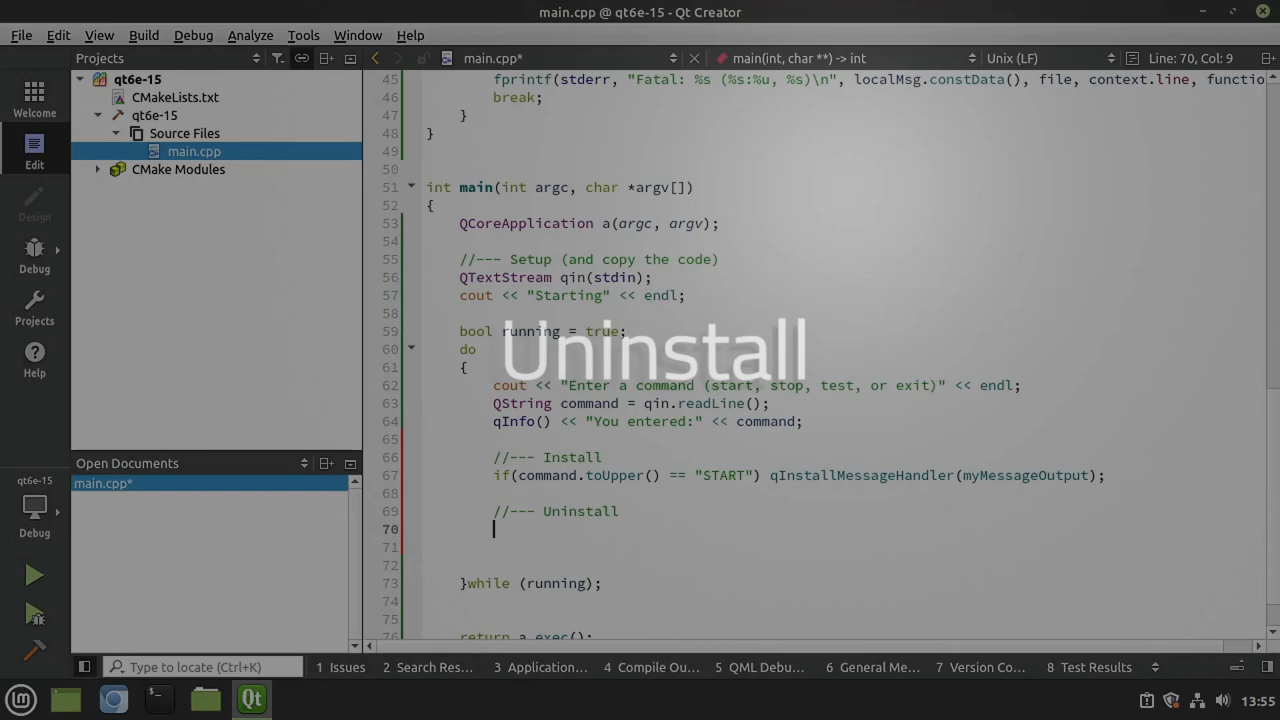 main.cpp @ qt6e-15 - Qt Creator
File Edit View Build Debug Analyze Tools Window Help
Projects
main.cpp*
main(int, char **) -> int
Unix (LF)
Line: 70, Col: 9
Welcome
Edit
Design
Debug
Projects
Help
qt6e-15
Debug
qt6e-15
CMakeLists.txt
qt6e-15
Source Files
main.cpp
CMake Modules
Open Documents
main.cpp*
45 fprintf(stderr, "Fatal: %s (%s:%u, %s)\n", localMsg.constData(), file, context.line, functio
46 break;
47 }
48 }
49
50
51 int main(int argc, char *argv[])
52 {
53 QCoreApplication a(argc, argv);
54
55 //--- Setup (and copy the code)
56 QTextStream qin(stdin);
57 cout << "Starting" << endl;
58
59 bool running = true;
60 do
61 {
62 cout << "Enter a command (start, stop, test, or exit)" << endl;
63 QString command = qin.readLine();
64 qInfo() << "You entered:" << command;
65
66 //--- Install
67 if(command.toUpper() == "START") qInstallMessageHandler(myMessageOutput);
68
69 //--- Uninstall
70
71
72
73 }while (running);
74
75
76 return a.exec();
Uninstall
Type to locate (Ctrl+K)
1 Issues
2 Search Res...
3 Application...
4 Compile Ou...
5 QML Debu...
6 General Me...
7 Version Co...
8 Test Results
Qt
13:55